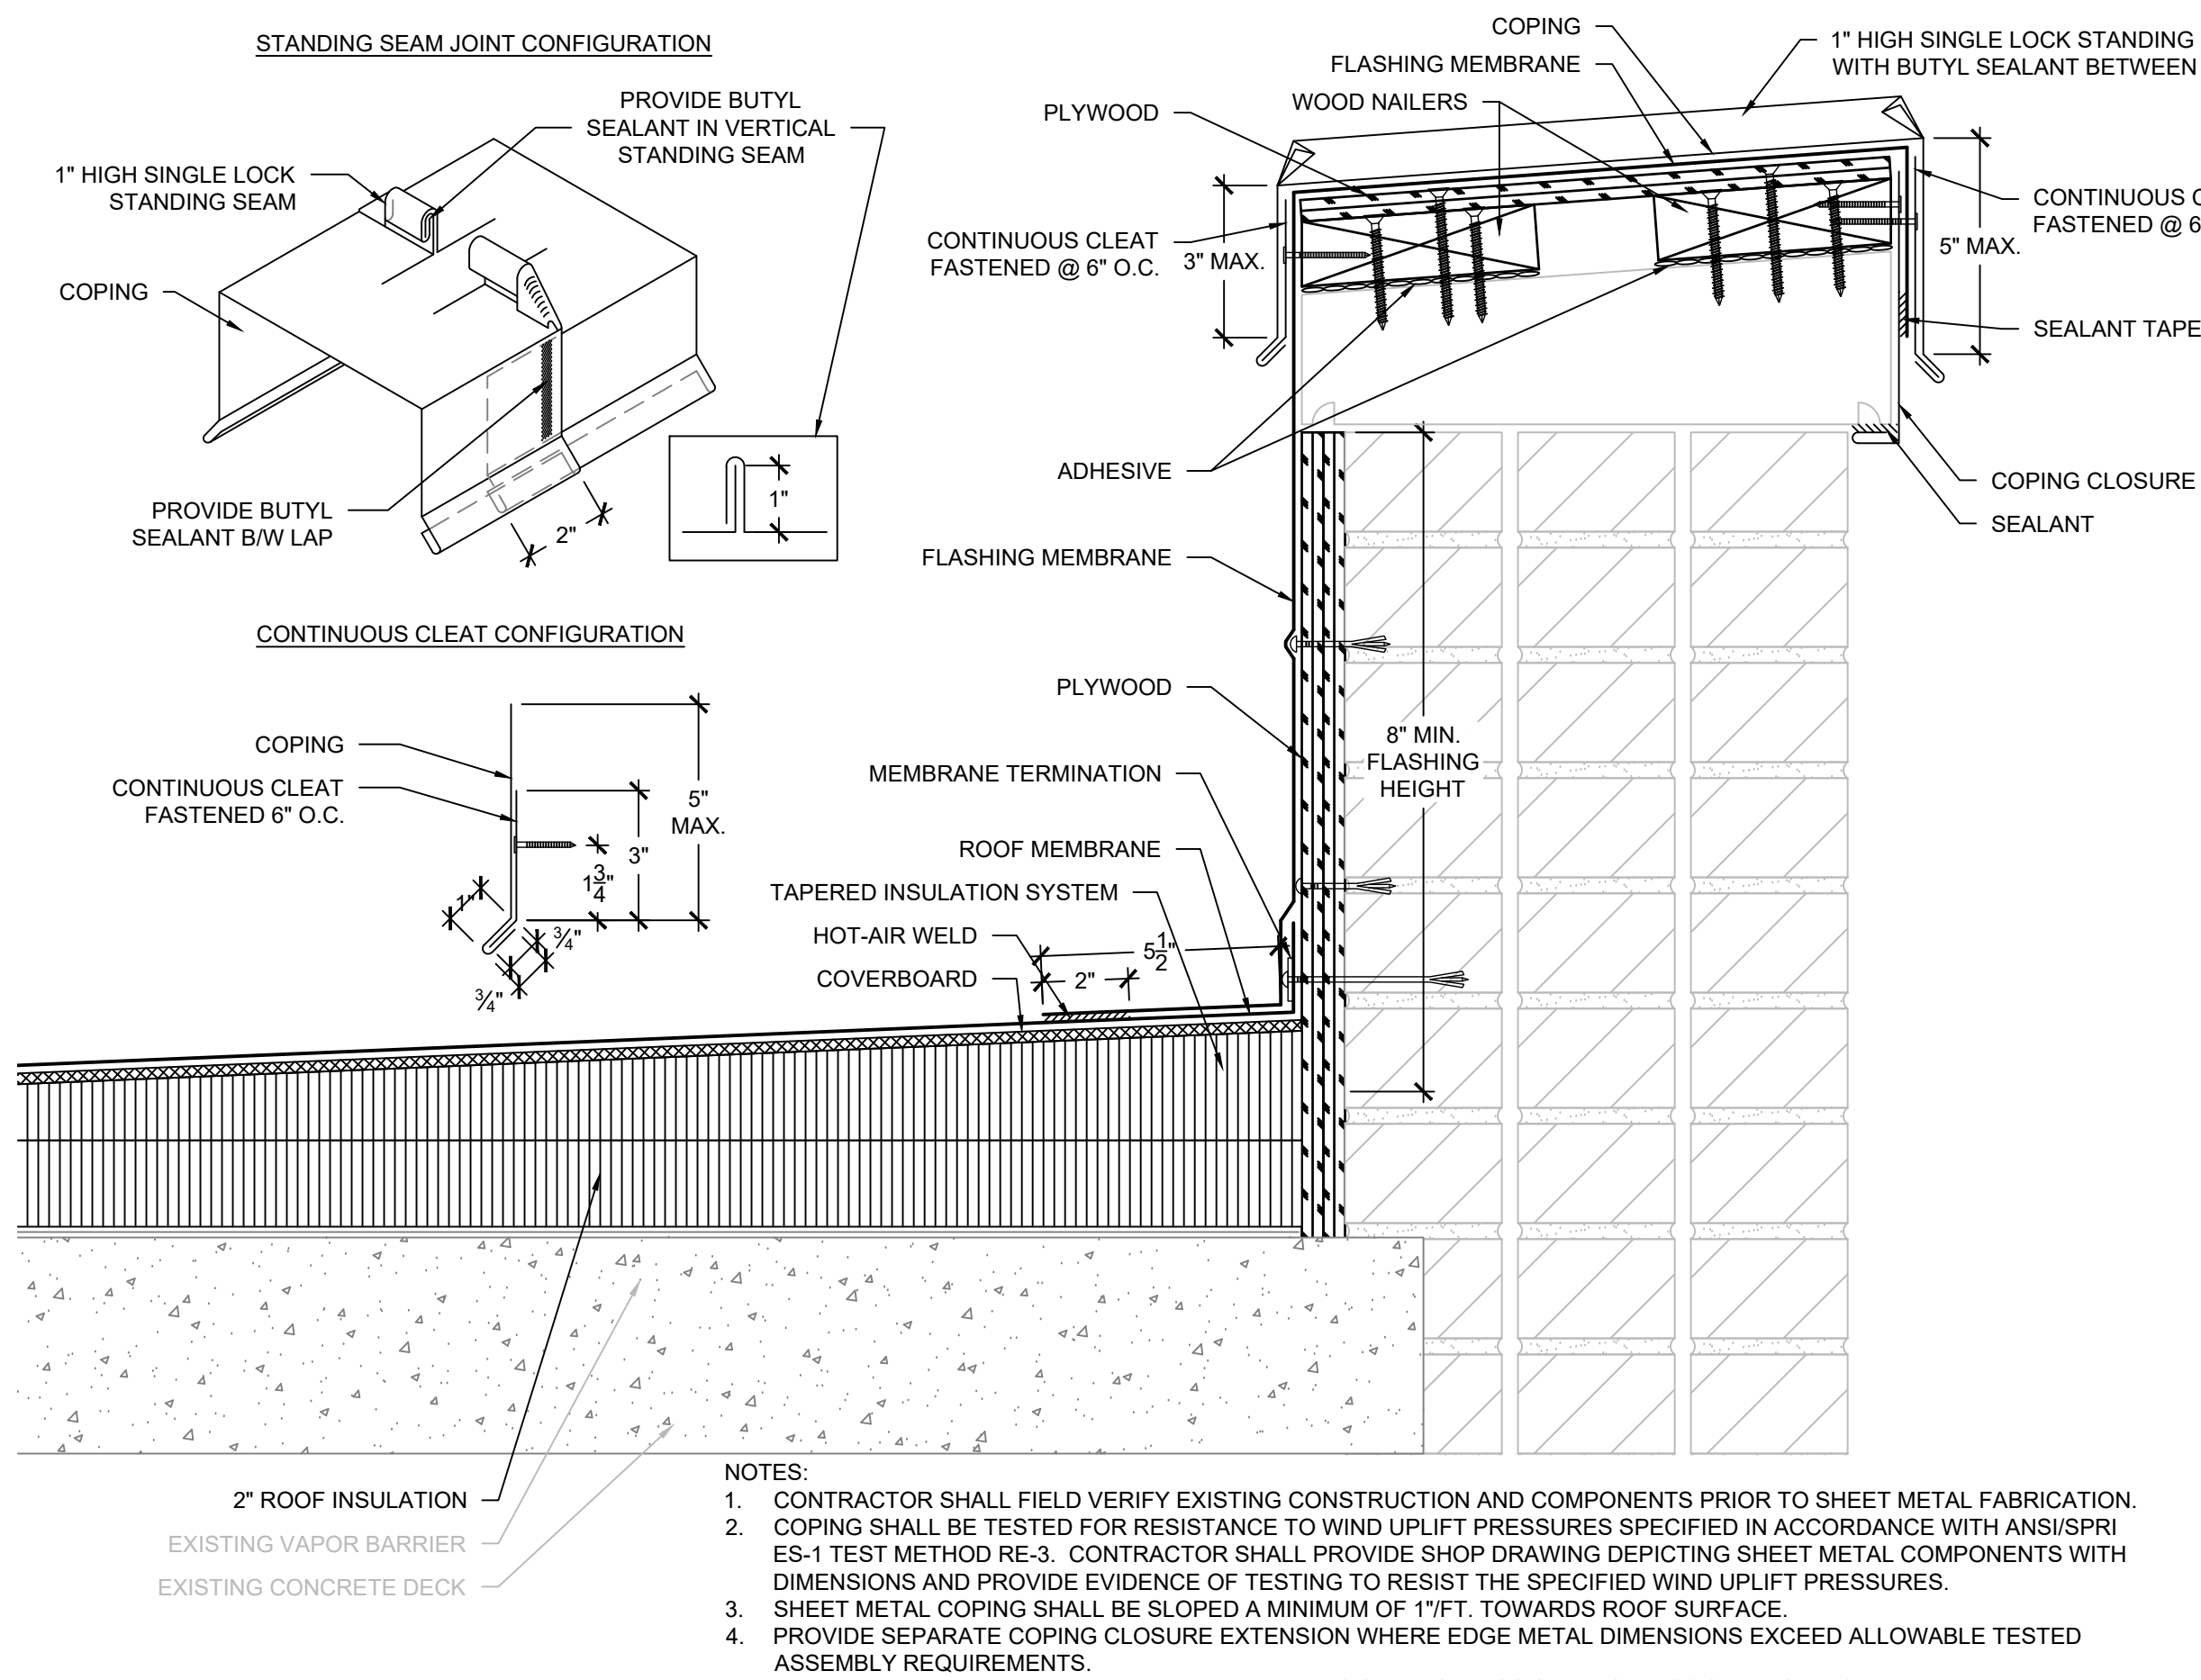 STANDING SEAM JOINT CONFIGURATION
PROVIDE BUTYL
SEALANT IN VERTICAL
STANDING SEAM
1" HIGH SINGLE LOCK
STANDING SEAM
COPING
PROVIDE BUTYL
SEALANT B/W LAP
2"
1"
CONTINUOUS CLEAT CONFIGURATION
COPING
CONTINUOUS CLEAT
FASTENED 6" O.C.
5"
MAX.
3"
1 3/4"
1"
3/4"
3/4"
COPING
FLASHING MEMBRANE
WOOD NAILERS
PLYWOOD
1" HIGH SINGLE LOCK STANDING
WITH BUTYL SEALANT BETWEEN
CONTINUOUS CLEAT
FASTENED @ 6" O.C.
3" MAX.
CONTINUOUS
FASTENED @ 6
5" MAX.
SEALANT TAPE
ADHESIVE
COPING CLOSURE
SEALANT
FLASHING MEMBRANE
PLYWOOD
8" MIN.
FLASHING
HEIGHT
MEMBRANE TERMINATION
ROOF MEMBRANE
TAPERED INSULATION SYSTEM
HOT-AIR WELD
5 1/2"
2"
COVERBOARD
2" ROOF INSULATION
EXISTING VAPOR BARRIER
EXISTING CONCRETE DECK
NOTES:
1. CONTRACTOR SHALL FIELD VERIFY EXISTING CONSTRUCTION AND COMPONENTS PRIOR TO SHEET METAL FABRICATION.
2. COPING SHALL BE TESTED FOR RESISTANCE TO WIND UPLIFT PRESSURES SPECIFIED IN ACCORDANCE WITH ANSI/SPRI
ES-1 TEST METHOD RE-3. CONTRACTOR SHALL PROVIDE SHOP DRAWING DEPICTING SHEET METAL COMPONENTS WITH
DIMENSIONS AND PROVIDE EVIDENCE OF TESTING TO RESIST THE SPECIFIED WIND UPLIFT PRESSURES.
3. SHEET METAL COPING SHALL BE SLOPED A MINIMUM OF 1"/FT. TOWARDS ROOF SURFACE.
4. PROVIDE SEPARATE COPING CLOSURE EXTENSION WHERE EDGE METAL DIMENSIONS EXCEED ALLOWABLE TESTED
ASSEMBLY REQUIREMENTS.